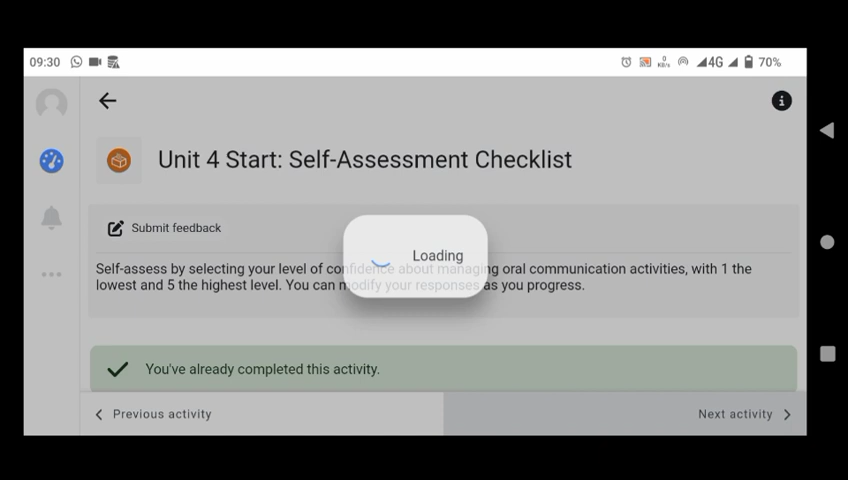 09:30
0
KB/s
4G
70%
Unit 4 Start: Self-Assessment Checklist
Submit feedback
Loading
Self-assess by selecting your level of confidence about managing oral communication activities, with 1 the
lowest and 5 the highest level. You can modify your responses as you progress.
You've already completed this activity.
Previous activity
Next activity